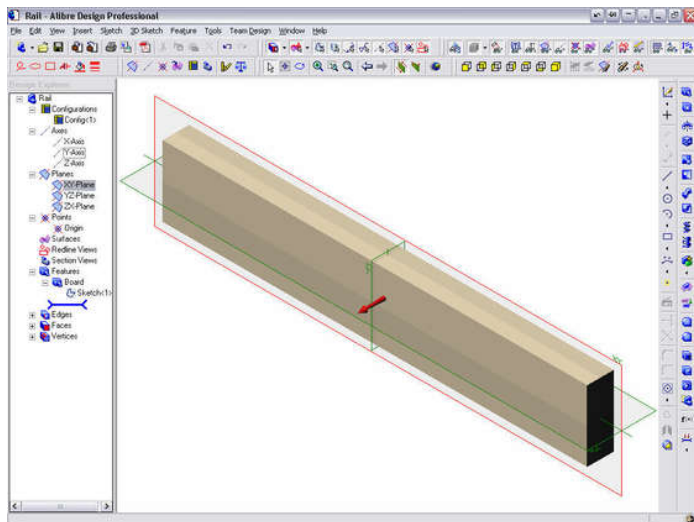 Rail - Alibre Design Professional
File Edit View Insert Sketch 3D Sketch Feature Tools Team Design Window Help
Design Explorer
Rail
Configurations
Config<1>
Axes
X-Axis
Y-Axis
Z-Axis
Planes
XY-Plane
YZ-Plane
ZX-Plane
Points
Origin
Surfaces
Redline Views
Section Views
Features
Board
Sketch<1>
Edges
Faces
Vertices